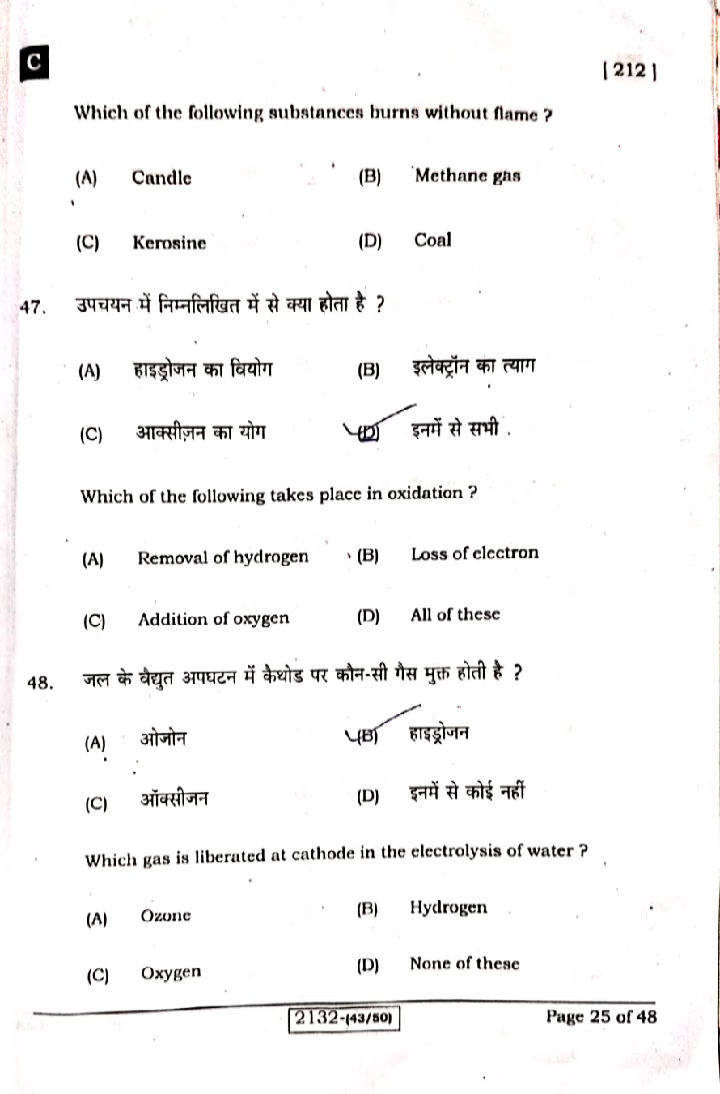 C
[ 212 ]
Which of the following substances burns without flame ?
(A) Candle (B) Methane gas
(C) Kerosine (D) Coal
47. उपचयन में निम्नलिखित में से क्या होता है ?
(A) हाइड्रोजन का वियोग (B) इलेक्ट्रॉन का त्याग
(C) आक्सीज़न का योग (D) इनमें से सभी .
Which of the following takes place in oxidation ?
(A) Removal of hydrogen (B) Loss of electron
(C) Addition of oxygen (D) All of these
48. जल के वैद्युत अपघटन में कैथोड पर कौन-सी गैस मुक्त होती है ?
(A) ओजोन (B) हाइड्रोजन
(C) ऑक्सीजन (D) इनमें से कोई नहीं
Which gas is liberated at cathode in the electrolysis of water ?
(A) Ozone (B) Hydrogen
(C) Oxygen (D) None of these
2132-(43/50) Page 25 of 48